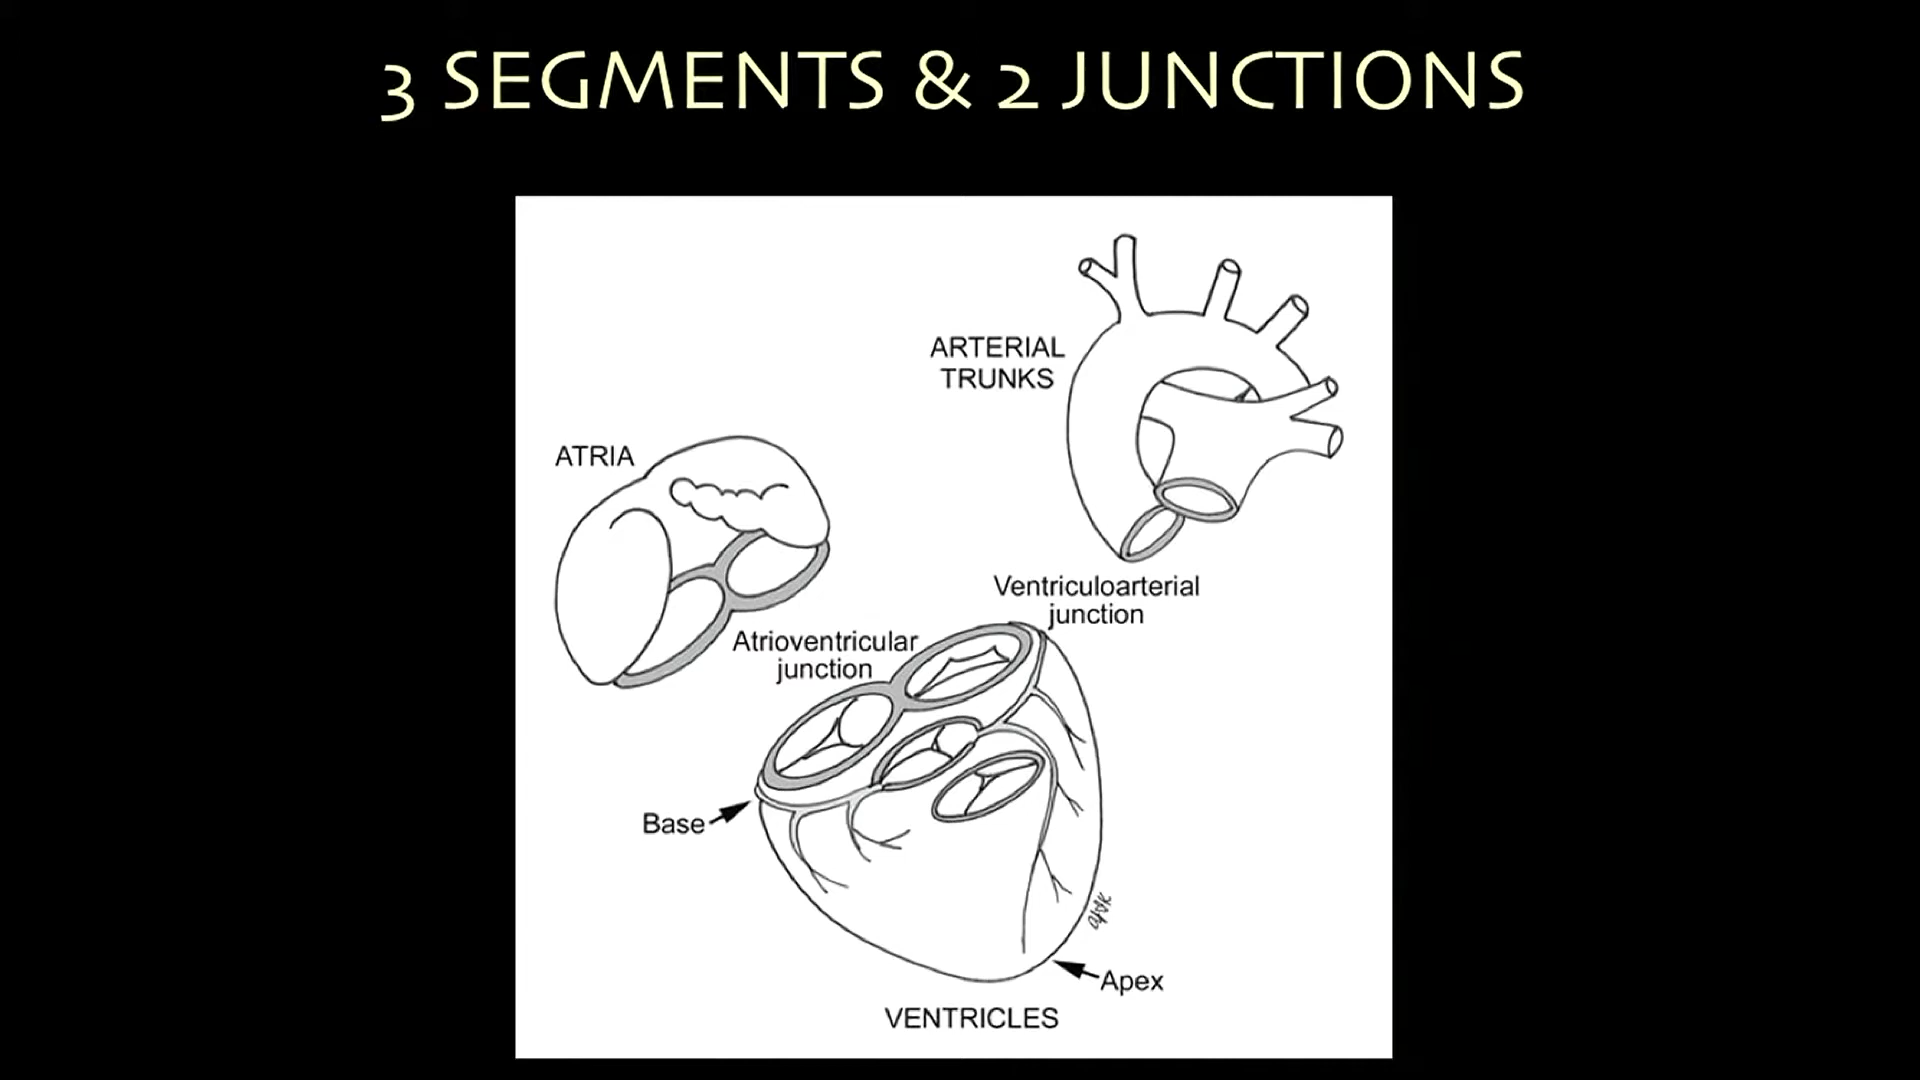 3 SEGMENTS & 2 JUNCTIONS
ARTERIAL
TRUNKS
ATRIA
Ventriculoarterial
junction
Atrioventricular
junction
Base
Apex
VENTRICLES